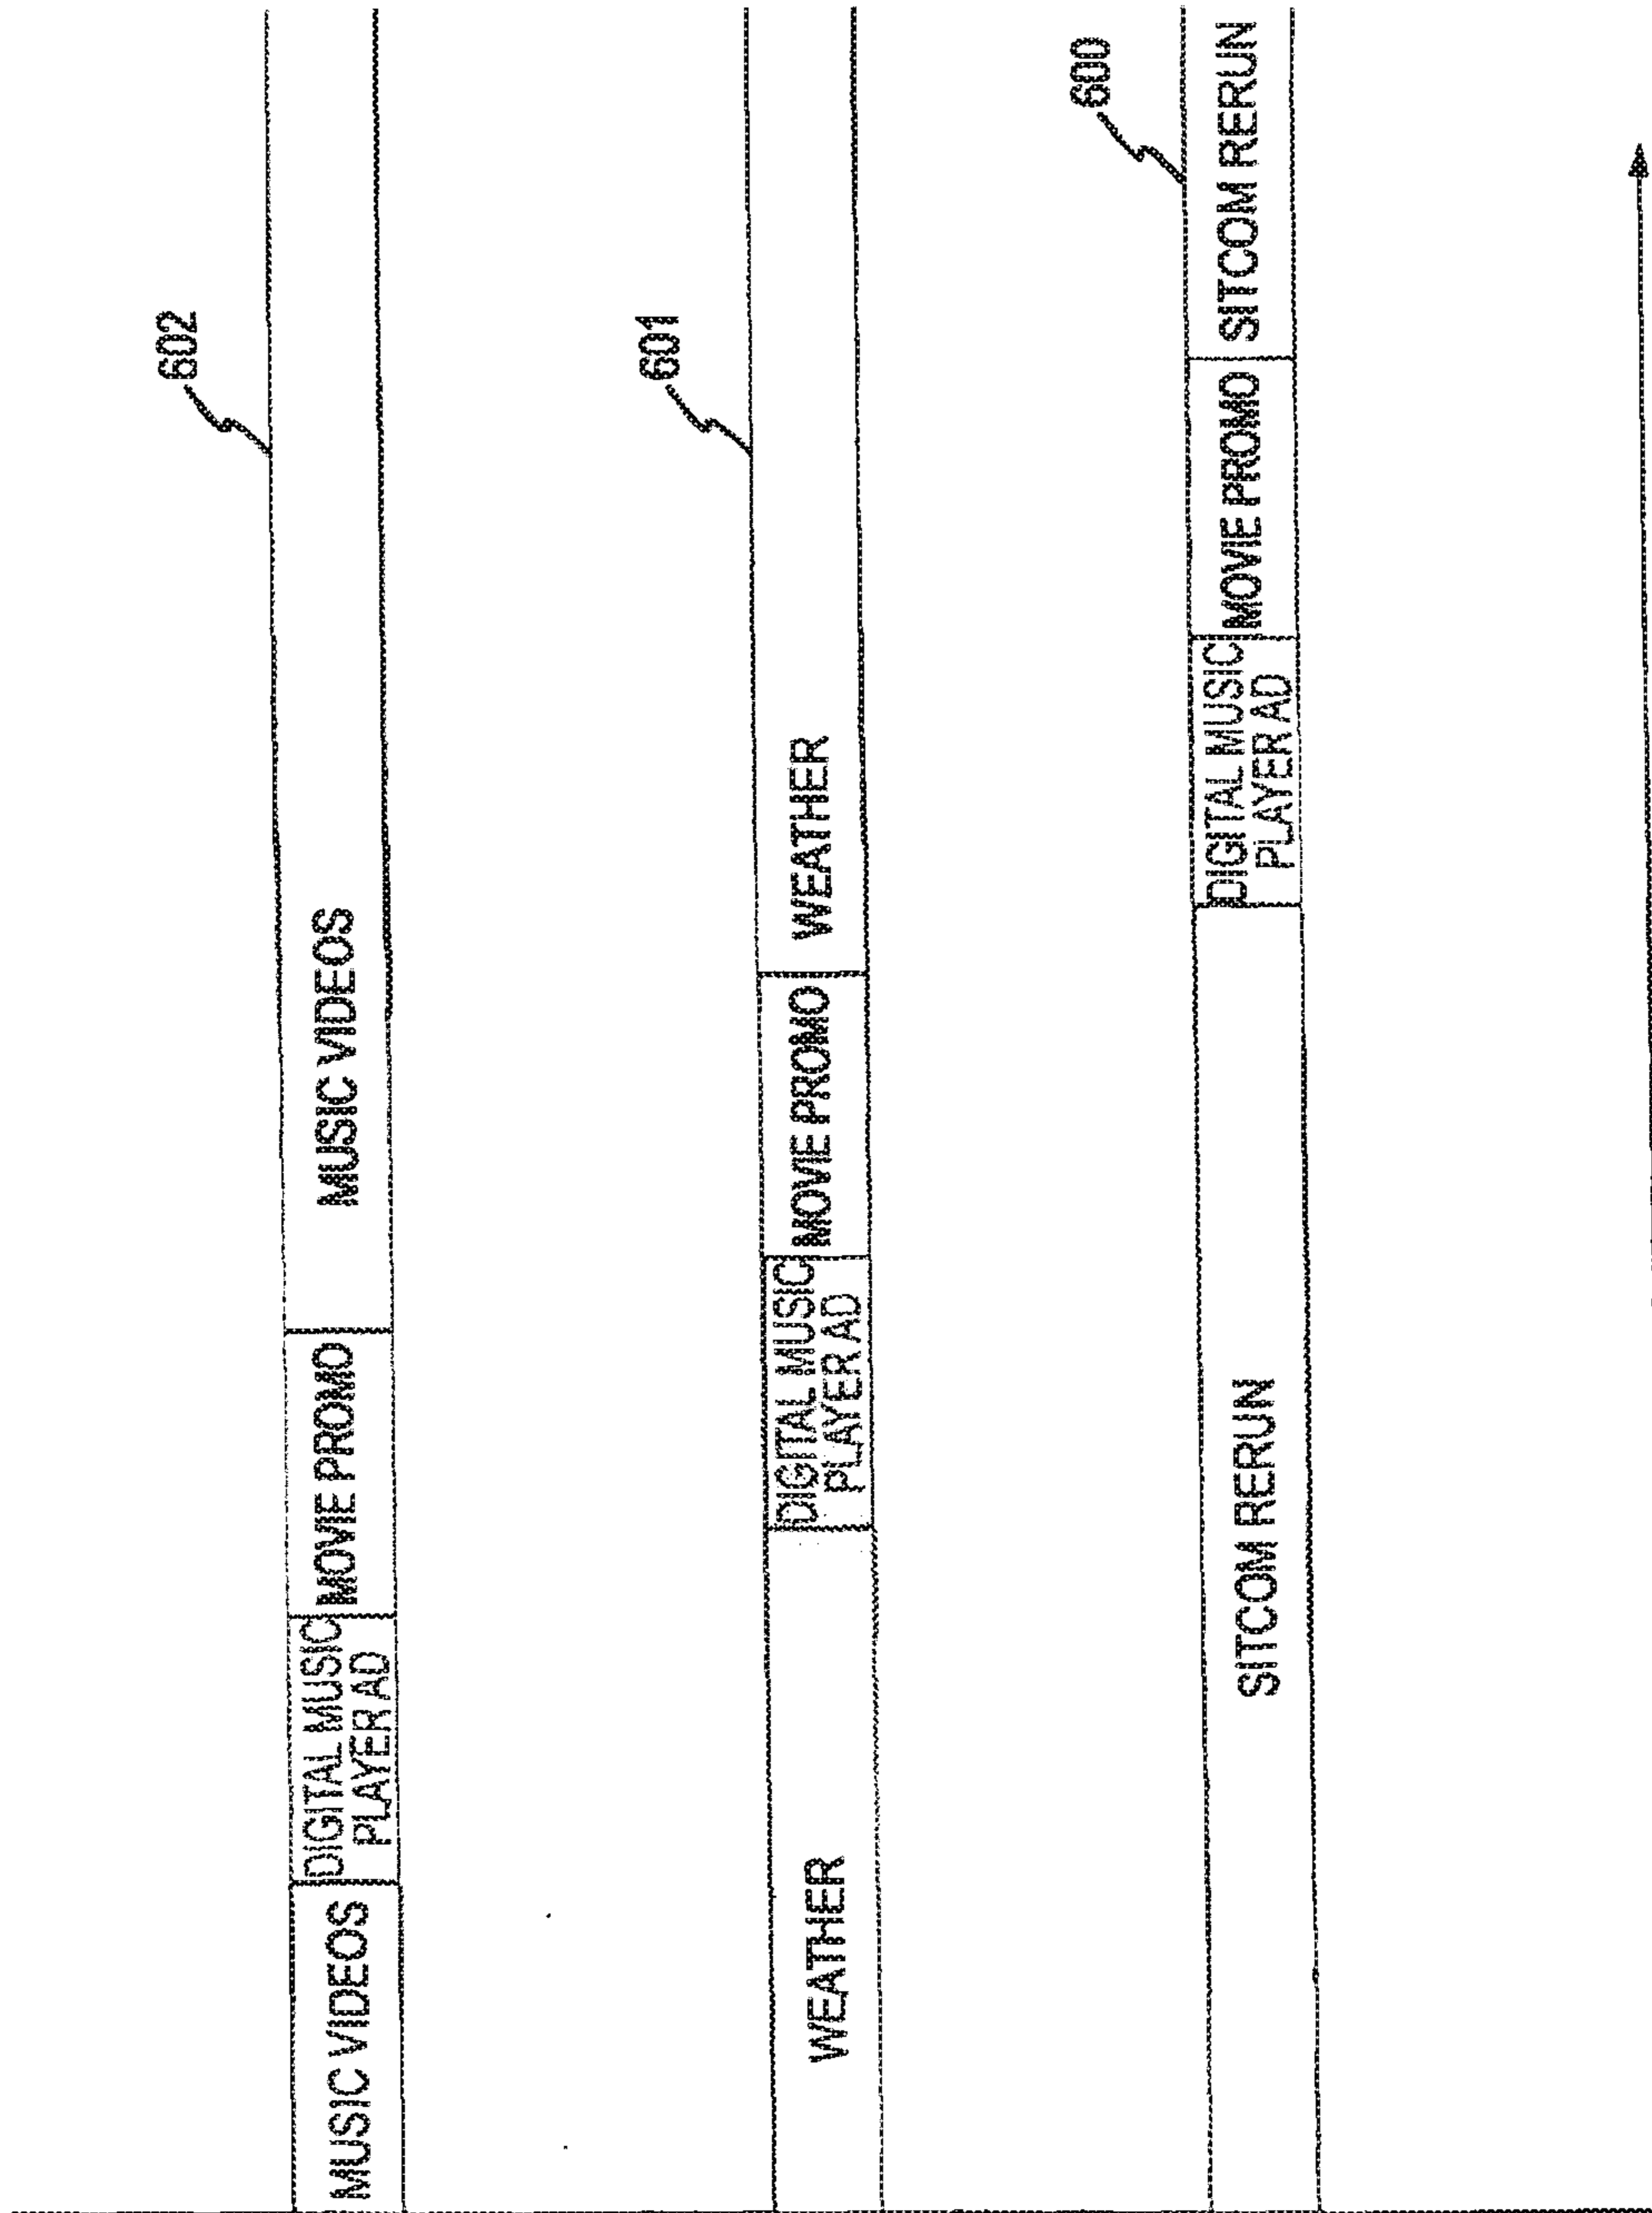 602
MUSIC VIDEOS
DIGITAL MUSIC
PLAYER AD
MOVIE PROMO
MUSIC VIDEOS
601
WEATHER
DIGITAL MUSIC
PLAYER AD
MOVIE PROMO
WEATHER
600
SITCOM RERUN
DIGITAL MUSIC
PLAYER AD
MOVIE PROMO
SITCOM RERUN